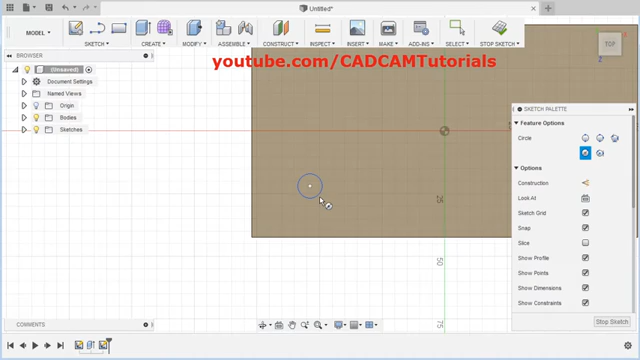 Untitled*
MODEL
SKETCH
CREATE
MODIFY
ASSEMBLE
CONSTRUCT
INSPECT
INSERT
MAKE
ADD-INS
SELECT
STOP SKETCH
BROWSER
youtube.com/CADCAMTutorials
TOP
(Unsaved)
Document Settings
Named Views
Origin
Bodies
Sketches
SKETCH PALETTE
Feature Options
Circle
Options
Construction
Look At
Sketch Grid
Snap
Slice
Show Profile
Show Points
Show Dimensions
Show Constraints
Stop Sketch
25
50
75
COMMENTS